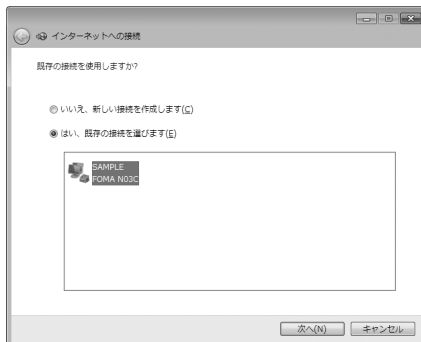 インターネットへの接続
既存の接続を使用しますか?
いいえ、新しい接続を作成します(C)
はい、既存の接続を選びます(E)
SAMPLE
FOMA N03C
次へ(N)
キャンセル